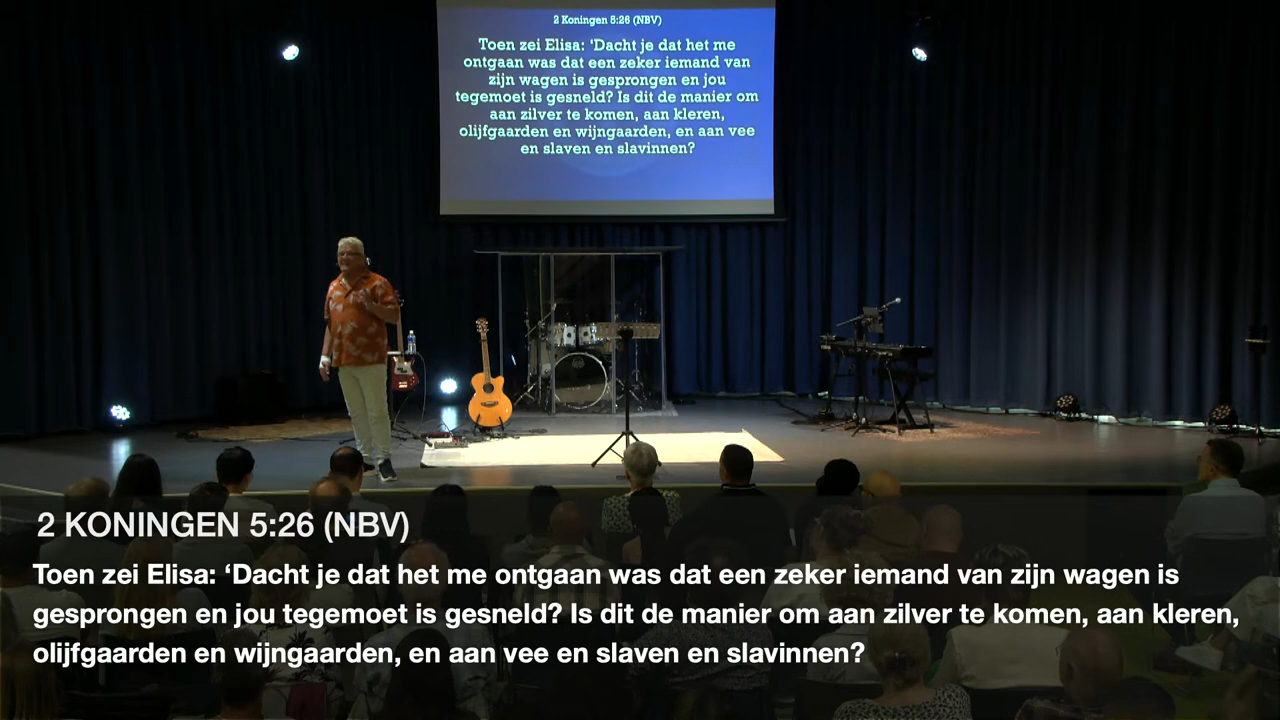 2 Koningen 5:26 (NBV)
Toen zei Elisa: ‘Dacht je dat het me
ontgaan was dat een zeker iemand van
zijn wagen is gesprongen en jou
tegemoet is gesneld? Is dit de manier om
aan zilver te komen, aan kleren,
olijfgaarden en wijngaarden, en aan vee
en slaven en slavinnen?
2 KONINGEN 5:26 (NBV)
Toen zei Elisa: ‘Dacht je dat het me ontgaan was dat een zeker iemand van zijn wagen is
gesprongen en jou tegemoet is gesneld? Is dit de manier om aan zilver te komen, aan kleren,
olijfgaarden en wijngaarden, en aan vee en slaven en slavinnen?